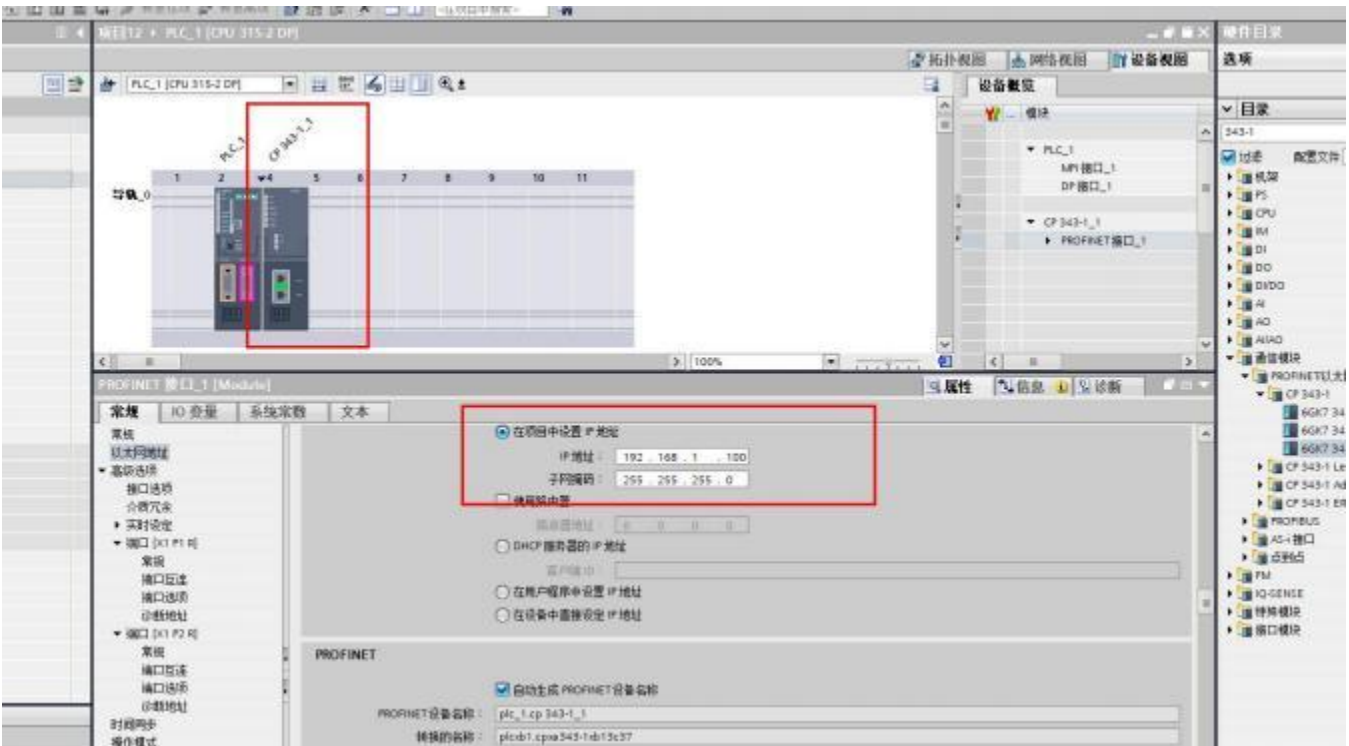 项目12 ▸ PLC_1 [CPU 315-2 DP]
硬件目录
拓扑视图 网络视图 设备视图
选项
PLC_1 [CPU 315-2 DP]
设备概览
模块
目录
343-1
过滤 配置文件
PLC_1
CP 343-1_1
1 2 4 5 6 7 8 9 10 11
导轨_0
PLC_1
MPI 接口_1
DP 接口_1
CP 343-1_1
PROFINET 接口_1
机架
PS
CPU
IM
DI
DO
DI/DO
AI
AO
AI/AO
通信模块
PROFINET/以太
CP 343-1
6GK7 34
6GK7 34
6GK7 34
CP 343-1 Le
CP 343-1 Ad
CP 343-1 ER
PROFIBUS
AS-i 接口
点到点
FM
IQ-SENSE
特殊模块
接口模块
100%
PROFINET 接口_1 [Module]
属性 信息 诊断
常规 IO 变量 系统常数 文本
常规
以太网地址
高级选项
接口选项
介质冗余
实时设定
端口 [X1 P1 R]
常规
端口互连
端口选项
诊断地址
端口 [X1 P2 R]
常规
端口互连
端口选项
诊断地址
时间同步
操作模式
在项目中设置 IP 地址
IP 地址： 192 . 168 . 1 . 100
子网掩码： 255 . 255 . 255 . 0
使用路由器
路由器地址： 0 . 0 . 0 . 0
DHCP 服务器的 IP 地址
客户端 ID：
在用户程序中设置 IP 地址
在设备中直接设定 IP 地址
PROFINET
自动生成 PROFINET 设备名称
PROFINET 设备名称： plc_1.cp 343-1_1
转换的名称： plcxb1.cpxa343-1xb13c37